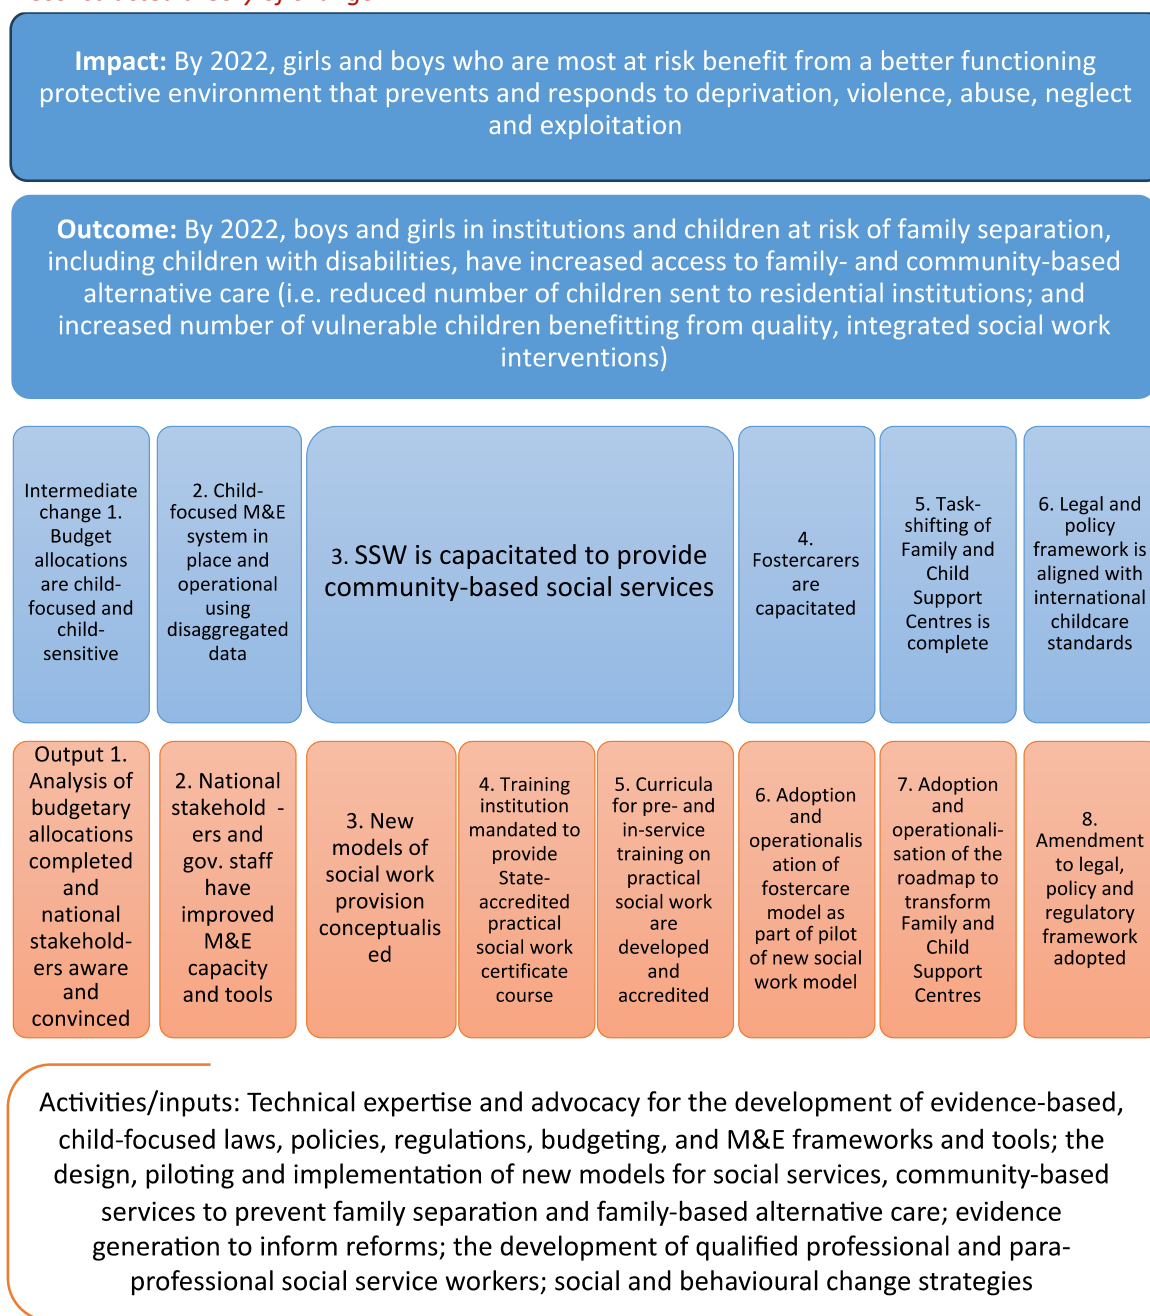 theory of change
Impact: By 2022, girls and boys who are most at risk benefit from a better functioning
protective environment that prevents and responds to deprivation, violence, abuse, neglect
and exploitation
Outcome: By 2022, boys and girls in institutions and children at risk of family separation,
including children with disabilities, have increased access to family- and community-based
alternative care (i.e. reduced number of children sent to residential institutions; and
increased number of vulnerable children benefitting from quality, integrated social work
interventions)
Intermediate
change 1.
Budget
allocations
are child-
focused and
child-
sensitive
2. Child-
focused M&E
system in
place and
operational
using
disaggregated
data
3. SSW is capacitated to provide
community-based social services
4.
Fostercarers
are
capacitated
5. Task-
shifting of
Family and
Child
Support
Centres is
complete
6. Legal and
policy
framework is
aligned with
international
childcare
standards
Output 1.
Analysis of
budgetary
allocations
completed
and
national
stakehold-
ers aware
and
convinced
2. National
stakehold -
ers and
gov. staff
have
improved
M&E
capacity
and tools
3. New
models of
social work
provision
conceptualis
ed
4. Training
institution
mandated to
provide
State-
accredited
practical
social work
certificate
course
5. Curricula
for pre- and
in-service
training on
practical
social work
are
developed
and
accredited
6. Adoption
and
operationalis
ation of
fostercare
model as
part of pilot
of new social
work model
7. Adoption
and
operationali-
sation of the
roadmap to
transform
Family and
Child
Support
Centres
8.
Amendment
to legal,
policy and
regulatory
framework
adopted
Activities/inputs: Technical expertise and advocacy for the development of evidence-based,
child-focused laws, policies, regulations, budgeting, and M&E frameworks and tools; the
design, piloting and implementation of new models for social services, community-based
services to prevent family separation and family-based alternative care; evidence
generation to inform reforms; the development of qualified professional and para-
professional social service workers; social and behavioural change strategies